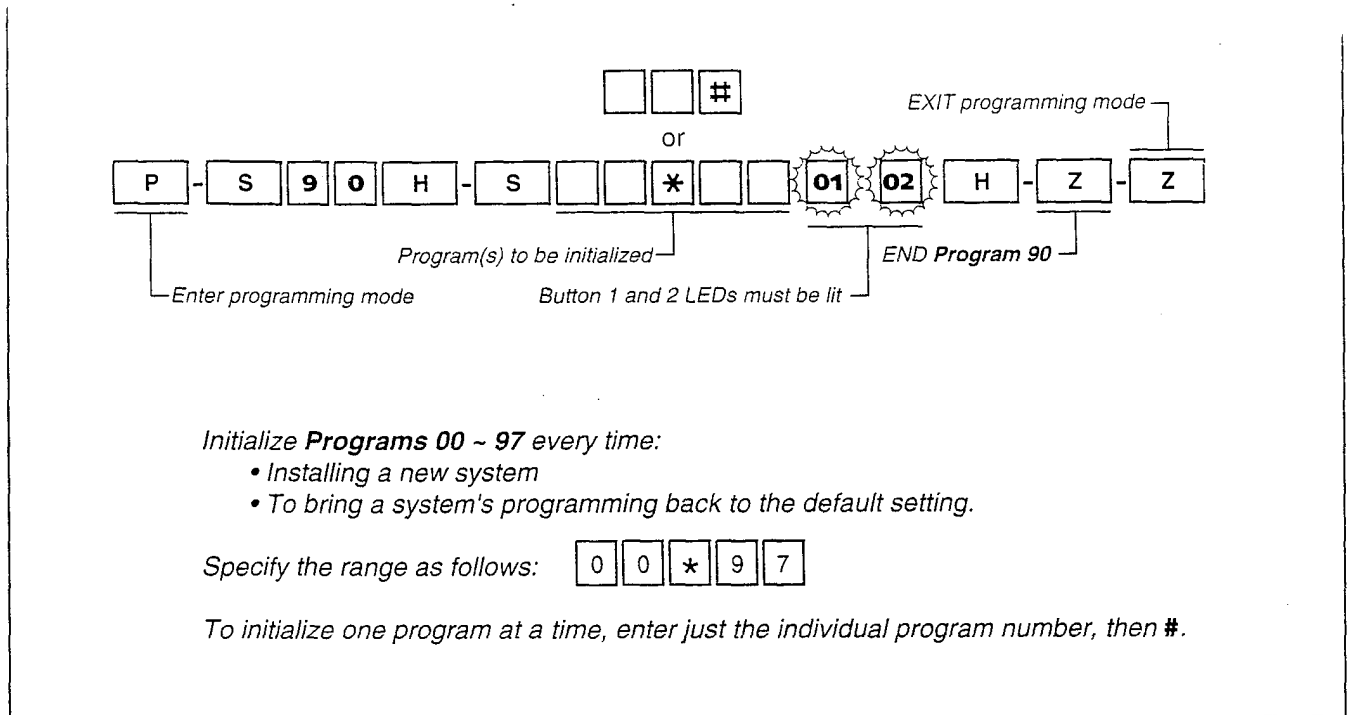 #
EXIT programming mode
or
P - S 9 0 H - S * 01 02 H - Z - Z
Program(s) to be initialized
END Program 90
Enter programming mode
Button 1 and 2 LEDs must be lit
Initialize Programs 00 ~ 97 every time:
• Installing a new system
• To bring a system's programming back to the default setting.
Specify the range as follows: 0 0 * 9 7
To initialize one program at a time, enter just the individual program number, then #.